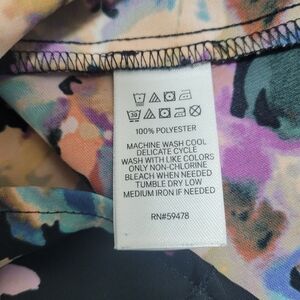 30
100% POLYESTER
MACHINE WASH COOL
DELICATE CYCLE
WASH WITH LIKE COLORS
ONLY NON-CHLORINE
BLEACH WHEN NEEDED
TUMBLE DRY LOW
MEDIUM IRON IF NEEDED
RN#59478